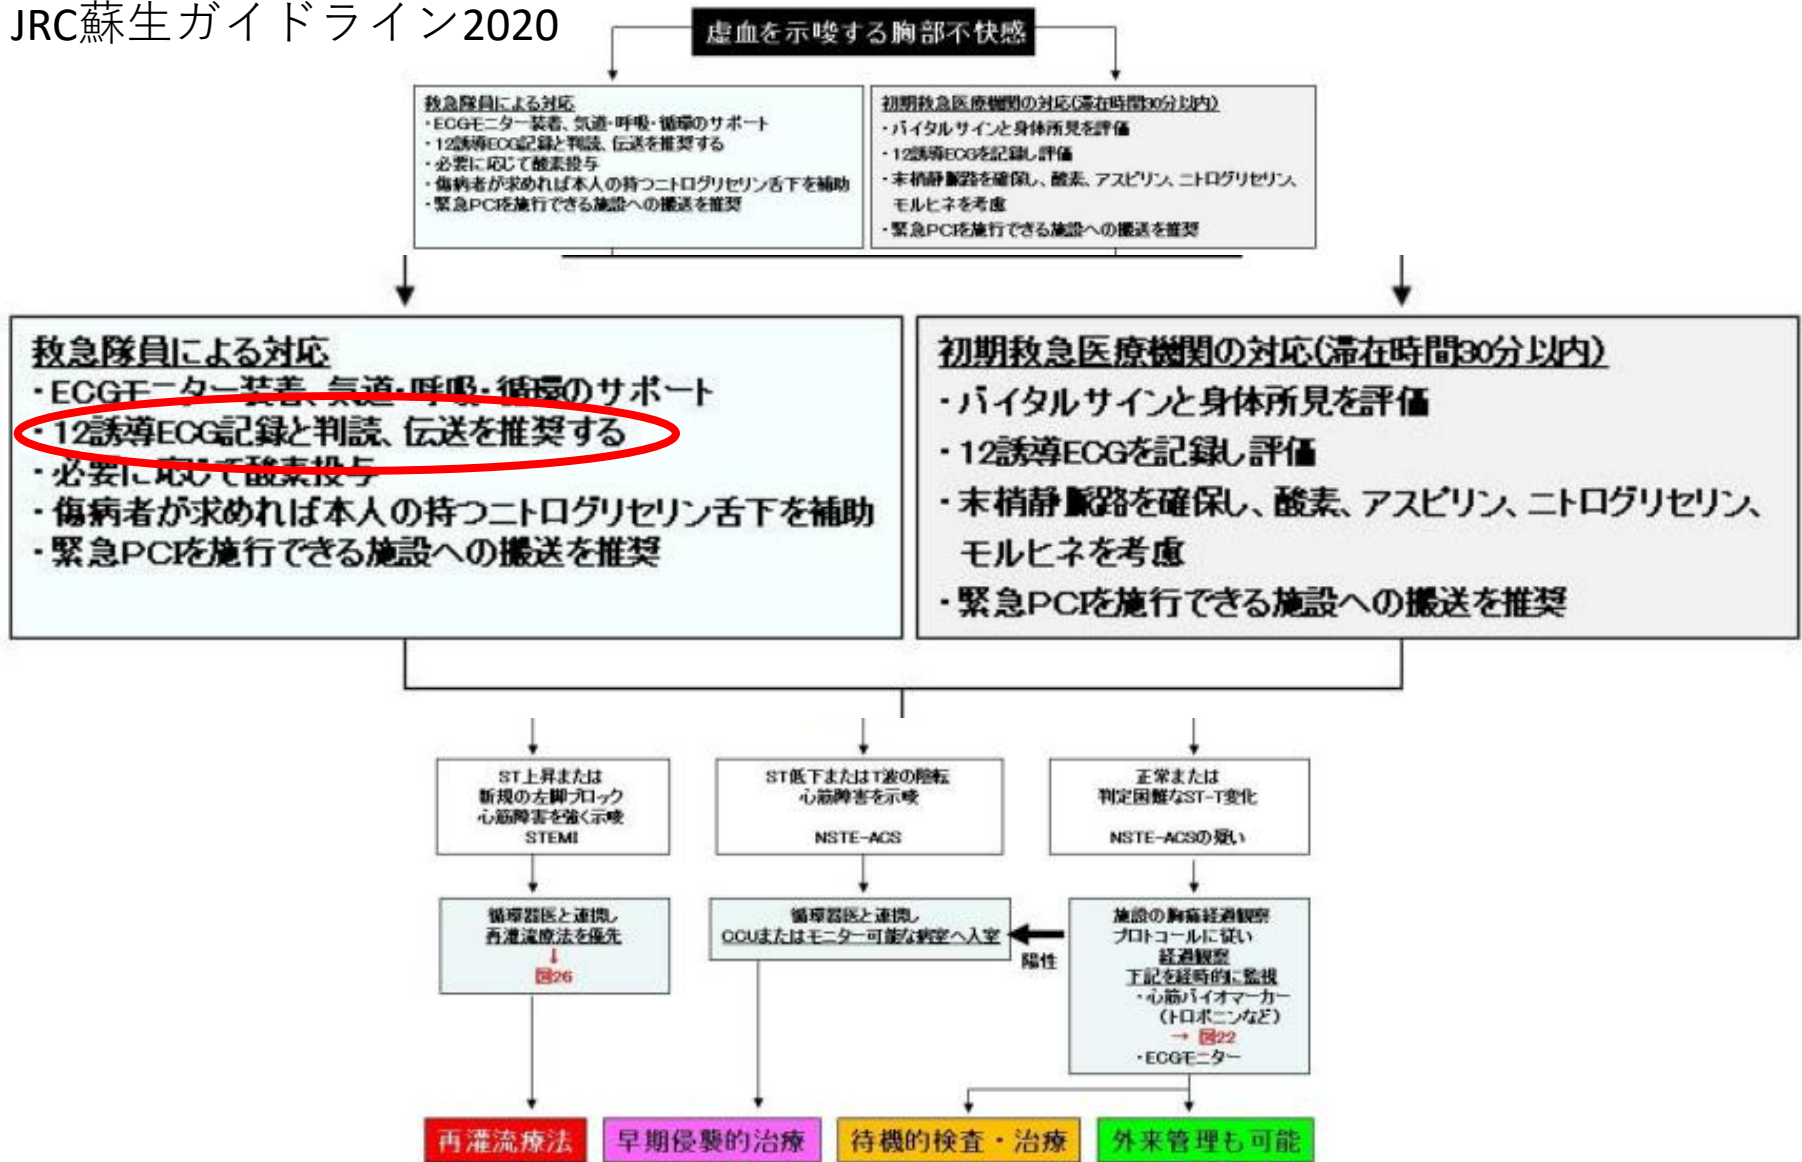 JRC蘇生ガイドライン2020
虚血を示唆する胸部不快感
救急隊員による対応
・ECGモニター装着、気道・呼吸・循環のサポート
・12誘導ECG記録と判読、伝送を推奨する
・必要に応じて酸素投与
・傷病者が求めれば本人の持つニトログリセリン舌下を補助
・緊急PCIを施行できる施設への搬送を推奨
初期救急医療機関の対応(滞在時間30分以内)
・バイタルサインと身体所見を評価
・12誘導ECGを記録し評価
・末梢静脈路を確保し、酸素、アスピリン、ニトログリセリン、
モルヒネを考慮
・緊急PCIを施行できる施設への搬送を推奨
救急隊員による対応
・ECGモニター装着、気道・呼吸・循環のサポート
・12誘導ECG記録と判読、伝送を推奨する
・必要に応じて酸素投与
・傷病者が求めれば本人の持つニトログリセリン舌下を補助
・緊急PCIを施行できる施設への搬送を推奨
初期救急医療機関の対応(滞在時間30分以内)
・バイタルサインと身体所見を評価
・12誘導ECGを記録し評価
・末梢静脈路を確保し、酸素、アスピリン、ニトログリセリン、
モルヒネを考慮
・緊急PCIを施行できる施設への搬送を推奨
ST上昇または
新規の左脚ブロック
心筋障害を強く示唆
STEMI
ST低下またはT波の陰転
心筋障害を示唆
NSTE-ACS
正常または
判定困難なST-T変化
NSTE-ACSの疑い
循環器医と連携し
再灌流療法を優先
↓
図26
循環器医と連携し
CCUまたはモニター可能な病室へ入室
陽性
施設の胸痛経過観察
プロトコールに従い
経過観察
下記を経時的に監視
・心筋バイオマーカー
(トロポニンなど)
→ 図22
・ECGモニター
再灌流療法
早期侵襲的治療
待機的検査・治療
外来管理も可能